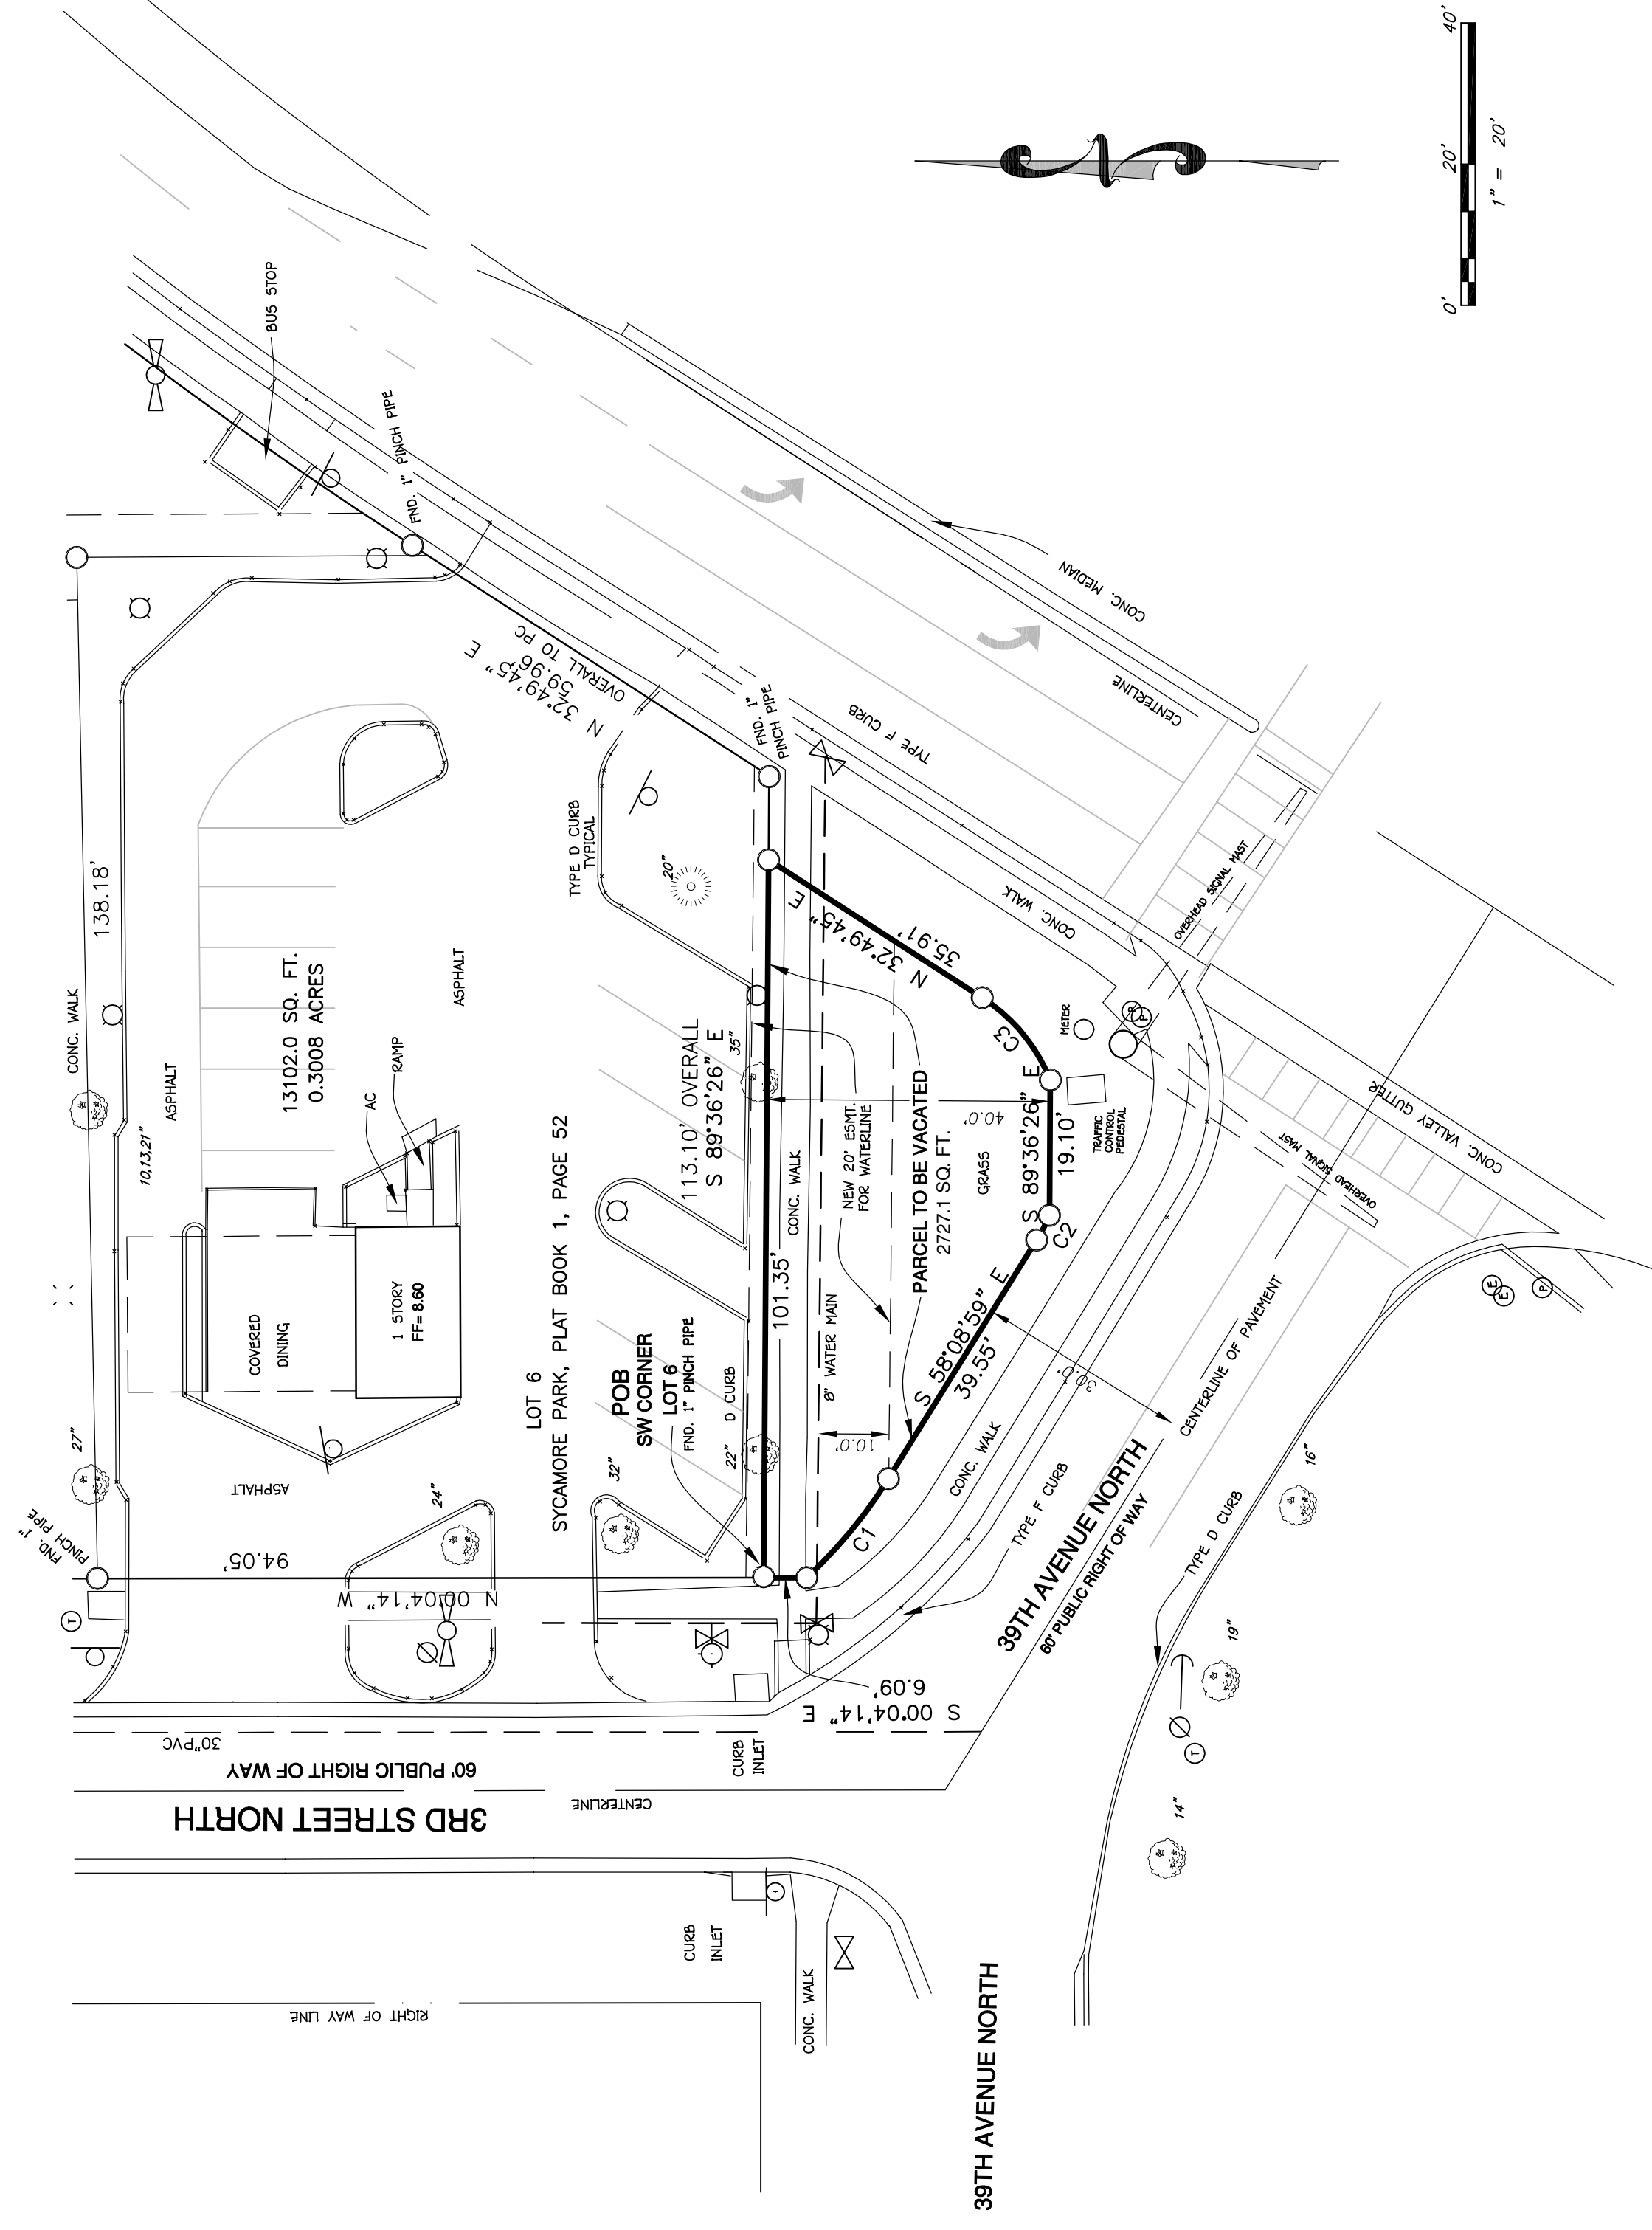 BUS STOP
FND. 1" PINCH PIPE
N 32°49'45" E
59.96'
OVERALL TO PC
138.18'
CONC. WALK
13102.0 SQ. FT.
0.3008 ACRES
ASPHALT
ASPHALT
ASPHALT
10,13,21"
AC
RAMP
COVERED
DINING
1 STORY
FF= 8.60
27"
24"
FND. 1"
PINCH PIPE
94.05'
N 00°04'14" W
T
LOT 6
SYCAMORE PARK, PLAT BOOK 1, PAGE 52
POB
SW CORNER
LOT 6
FND. 1" PINCH PIPE
32"
22"
D CURB
TYPE D CURB
TYPICAL
20"
35"
113.10' OVERALL
S 89°36'26" E
101.35'
CONC. WALK
8" WATER MAIN
NEW 20' ESMT.
FOR WATERLINE
PARCEL TO BE VACATED
2727.1 SQ. FT.
GRASS
10.0'
40.0'
30.0'
FND. 1"
PINCH PIPE
N 32°49'45" E
35.91'
C3
S 89°36'26" E
19.10'
C2
S 58°08'59" E
39.55'
C1
S 00°04'14" E
6.09'
METER
TRAFFIC
CONTROL
PEDESTAL
P
P
CONC. WALK
CONC. WALK
TYPE F CURB
TYPE F CURB
CONC. MEDIAN
CENTERLINE
OVERHEAD SIGNAL MAST
OVERHEAD SIGNAL MAST
CONC. VALLEY GUTTER
E
E
P
CENTERLINE OF PAVEMENT
39TH AVENUE NORTH
60' PUBLIC RIGHT OF WAY
TYPE D CURB
16"
19"
14"
T
30"PVC
60' PUBLIC RIGHT OF WAY
3RD STREET NORTH
CENTERLINE
CURB
INLET
CURB
INLET
RIGHT OF WAY LINE
CONC. WALK
39TH AVENUE NORTH
0'
20'
40'
1" = 20'